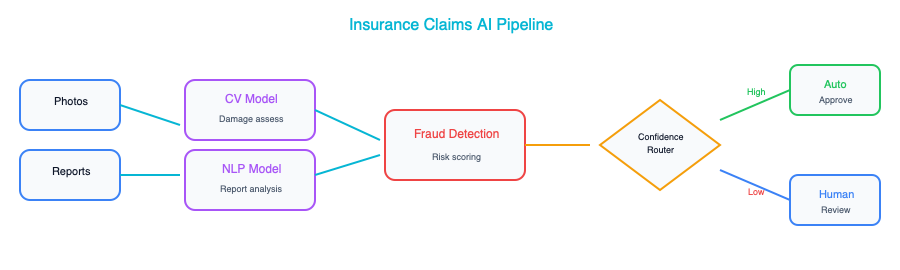 Insurance Claims AI Pipeline
Photos
CV Model
Damage assess
Reports
NLP Model
Report analysis
Fraud Detection
Risk scoring
Confidence
Router
High
Auto
Approve
Low
Human
Review